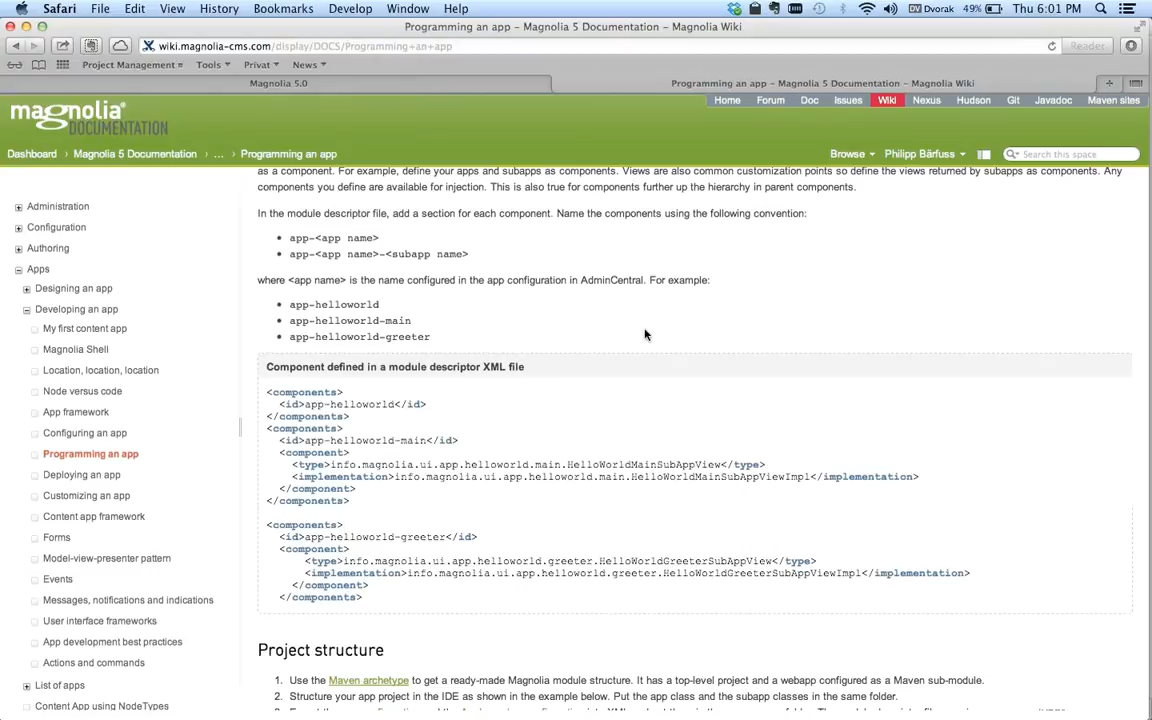 Safari File Edit View History Bookmarks Develop Window Help Dvorak 49% Thu 6:01 PM
Programming an app - Magnolia 5 Documentation - Magnolia Wiki
wiki.magnolia-cms.com/display/DOCS/Programming+an+app Reader
Project Management Tools Privat News
Magnolia 5.0 Programming an app - Magnolia 5 Documentation - Magnolia Wiki
Home Forum Doc Issues Wiki Nexus Hudson Git Javadoc Maven sites
magnolia
DOCUMENTATION
Dashboard › Magnolia 5 Documentation › ... › Programming an app Browse Philipp Bärfuss Search this space
Administration
Configuration
Authoring
Apps
Designing an app
Developing an app
My first content app
Magnolia Shell
Location, location, location
Node versus code
App framework
Configuring an app
Programming an app
Deploying an app
Customizing an app
Content app framework
Forms
Model-view-presenter pattern
Events
Messages, notifications and indications
User interface frameworks
App development best practices
Actions and commands
List of apps
Content App using NodeTypes
as a component. For example, define your apps and subapps as components. Views are also common customization points so define the views returned by subapps as components. Any
components you define are available for injection. This is also true for components further up the hierarchy in parent components.
In the module descriptor file, add a section for each component. Name the components using the following convention:
• app-<app name>
• app-<app name>-<subapp name>
where <app name> is the name configured in the app configuration in AdminCentral. For example:
• app-helloworld
• app-helloworld-main
• app-helloworld-greeter
Component defined in a module descriptor XML file
<components>
<id>app-helloworld</id>
</components>
<components>
<id>app-helloworld-main</id>
<component>
<type>info.magnolia.ui.app.helloworld.main.HelloWorldMainSubAppView</type>
<implementation>info.magnolia.ui.app.helloworld.main.HelloWorldMainSubAppViewImpl</implementation>
</component>
</components>
<components>
<id>app-helloworld-greeter</id>
<component>
<type>info.magnolia.ui.app.helloworld.greeter.HelloWorldGreeterSubAppView</type>
<implementation>info.magnolia.ui.app.helloworld.greeter.HelloWorldGreeterSubAppViewImpl</implementation>
</component>
</components>
Project structure
1. Use the Maven archetype to get a ready-made Magnolia module structure. It has a top-level project and a webapp configured as a Maven sub-module.
2. Structure your app project in the IDE as shown in the example below. Put the app class and the subapp classes in the same folder.